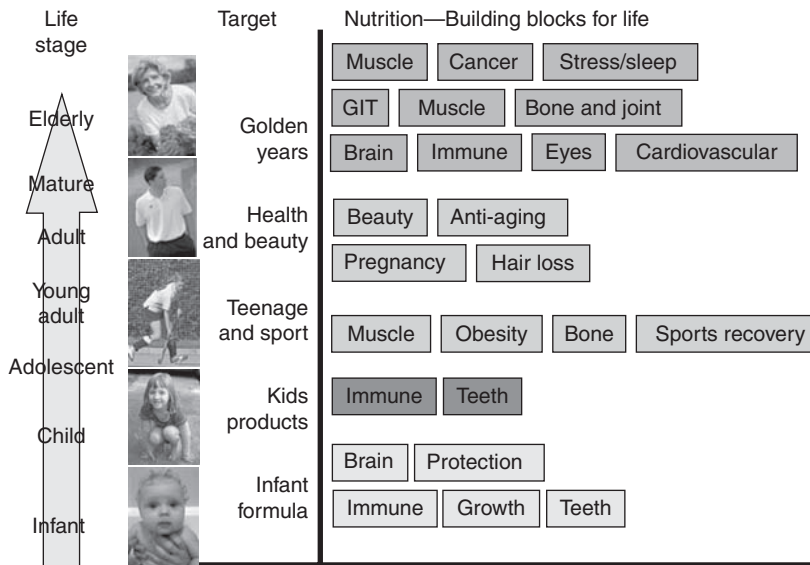 Life stage
Target
Nutrition—Building blocks for life
Elderly
Mature
Adult
Young adult
Adolescent
Child
Infant
Golden years
Muscle
Cancer
Stress/sleep
GIT
Muscle
Bone and joint
Brain
Immune
Eyes
Cardiovascular
Health and beauty
Beauty
Anti-aging
Pregnancy
Hair loss
Teenage and sport
Muscle
Obesity
Bone
Sports recovery
Kids products
Immune
Teeth
Infant formula
Brain
Protection
Immune
Growth
Teeth